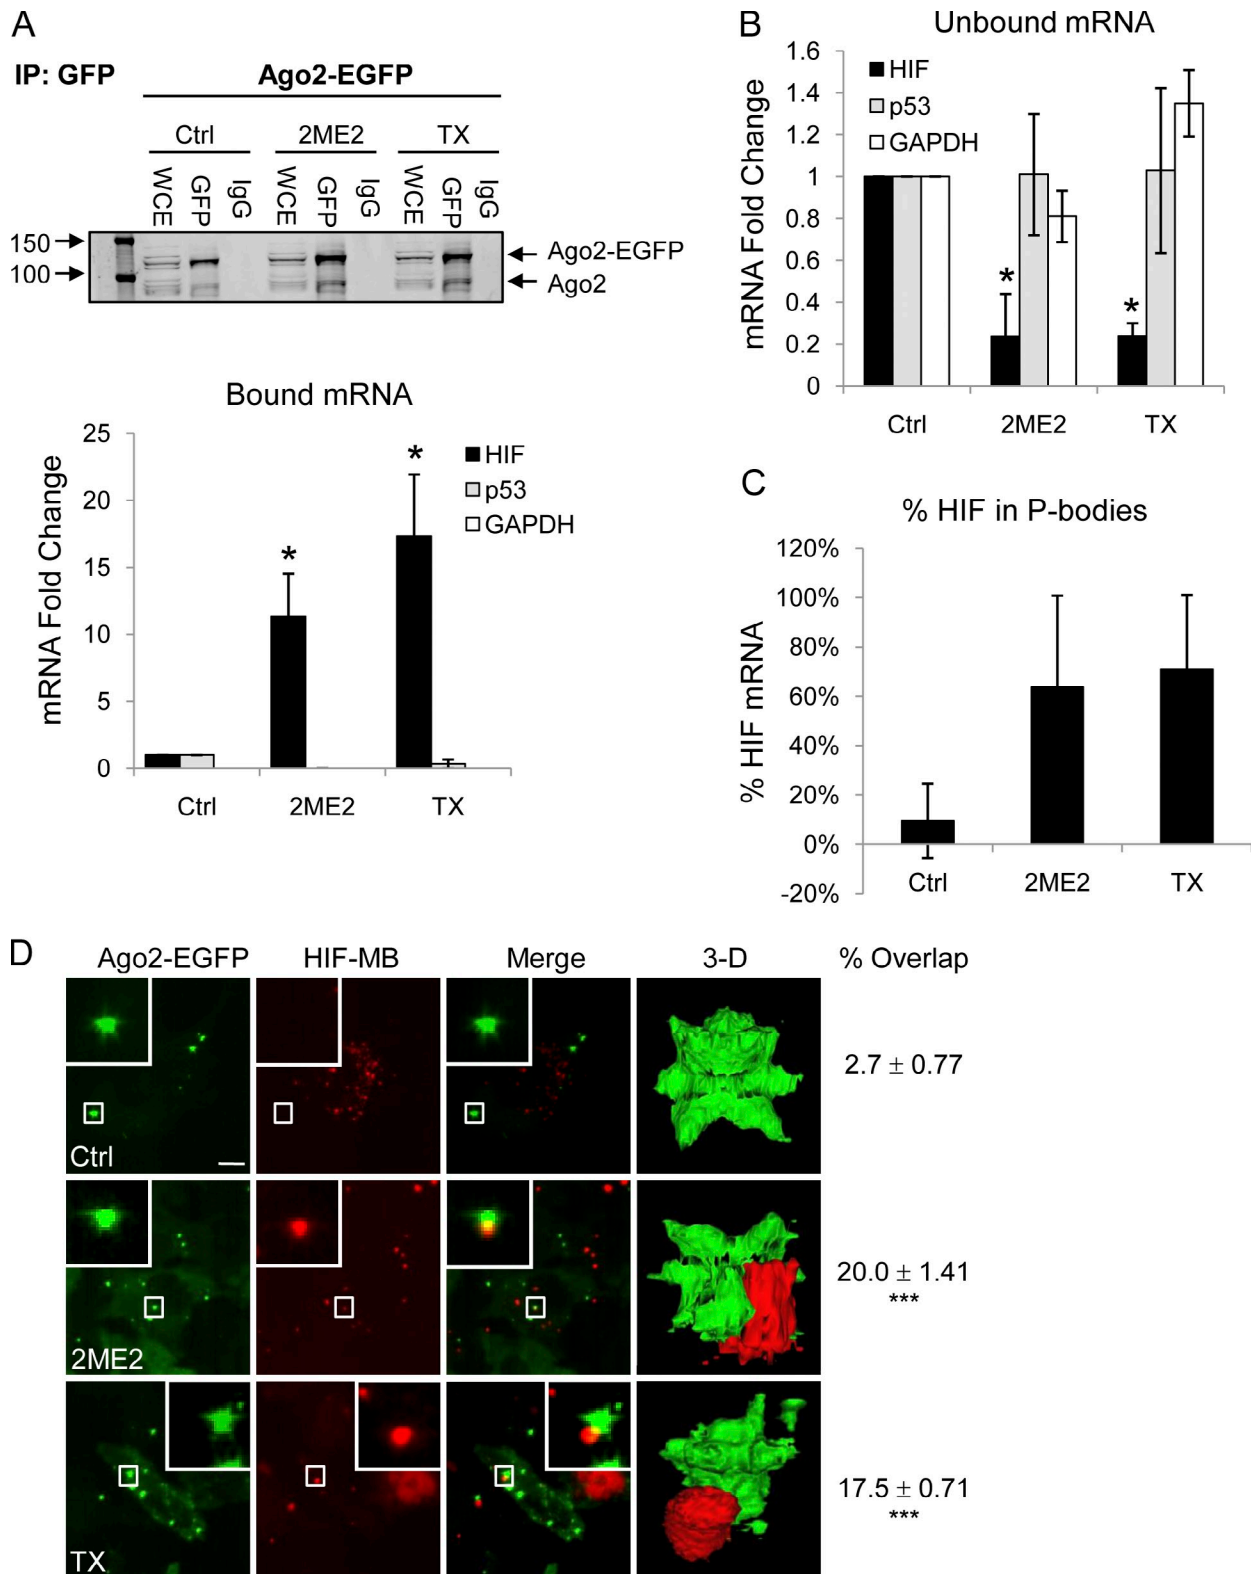 A
IP: GFP
Ago2-EGFP
Ctrl 2ME2 TX
WCE GFP IgG WCE GFP IgG WCE GFP IgG
150
100
Ago2-EGFP
Ago2
Bound mRNA
mRNA Fold Change
25
20
15
10
5
0
* *
HIF
p53
GAPDH
Ctrl 2ME2 TX
B
Unbound mRNA
mRNA Fold Change
1.6
1.4
1.2
1
0.8
0.6
0.4
0.2
0
HIF
p53
GAPDH
* *
Ctrl 2ME2 TX
C
% HIF in P-bodies
% HIF mRNA
120%
100%
80%
60%
40%
20%
0%
-20%
Ctrl 2ME2 TX
D
Ago2-EGFP HIF-MB Merge 3-D % Overlap
Ctrl
2.7 ± 0.77
2ME2
20.0 ± 1.41
***
TX
17.5 ± 0.71
***